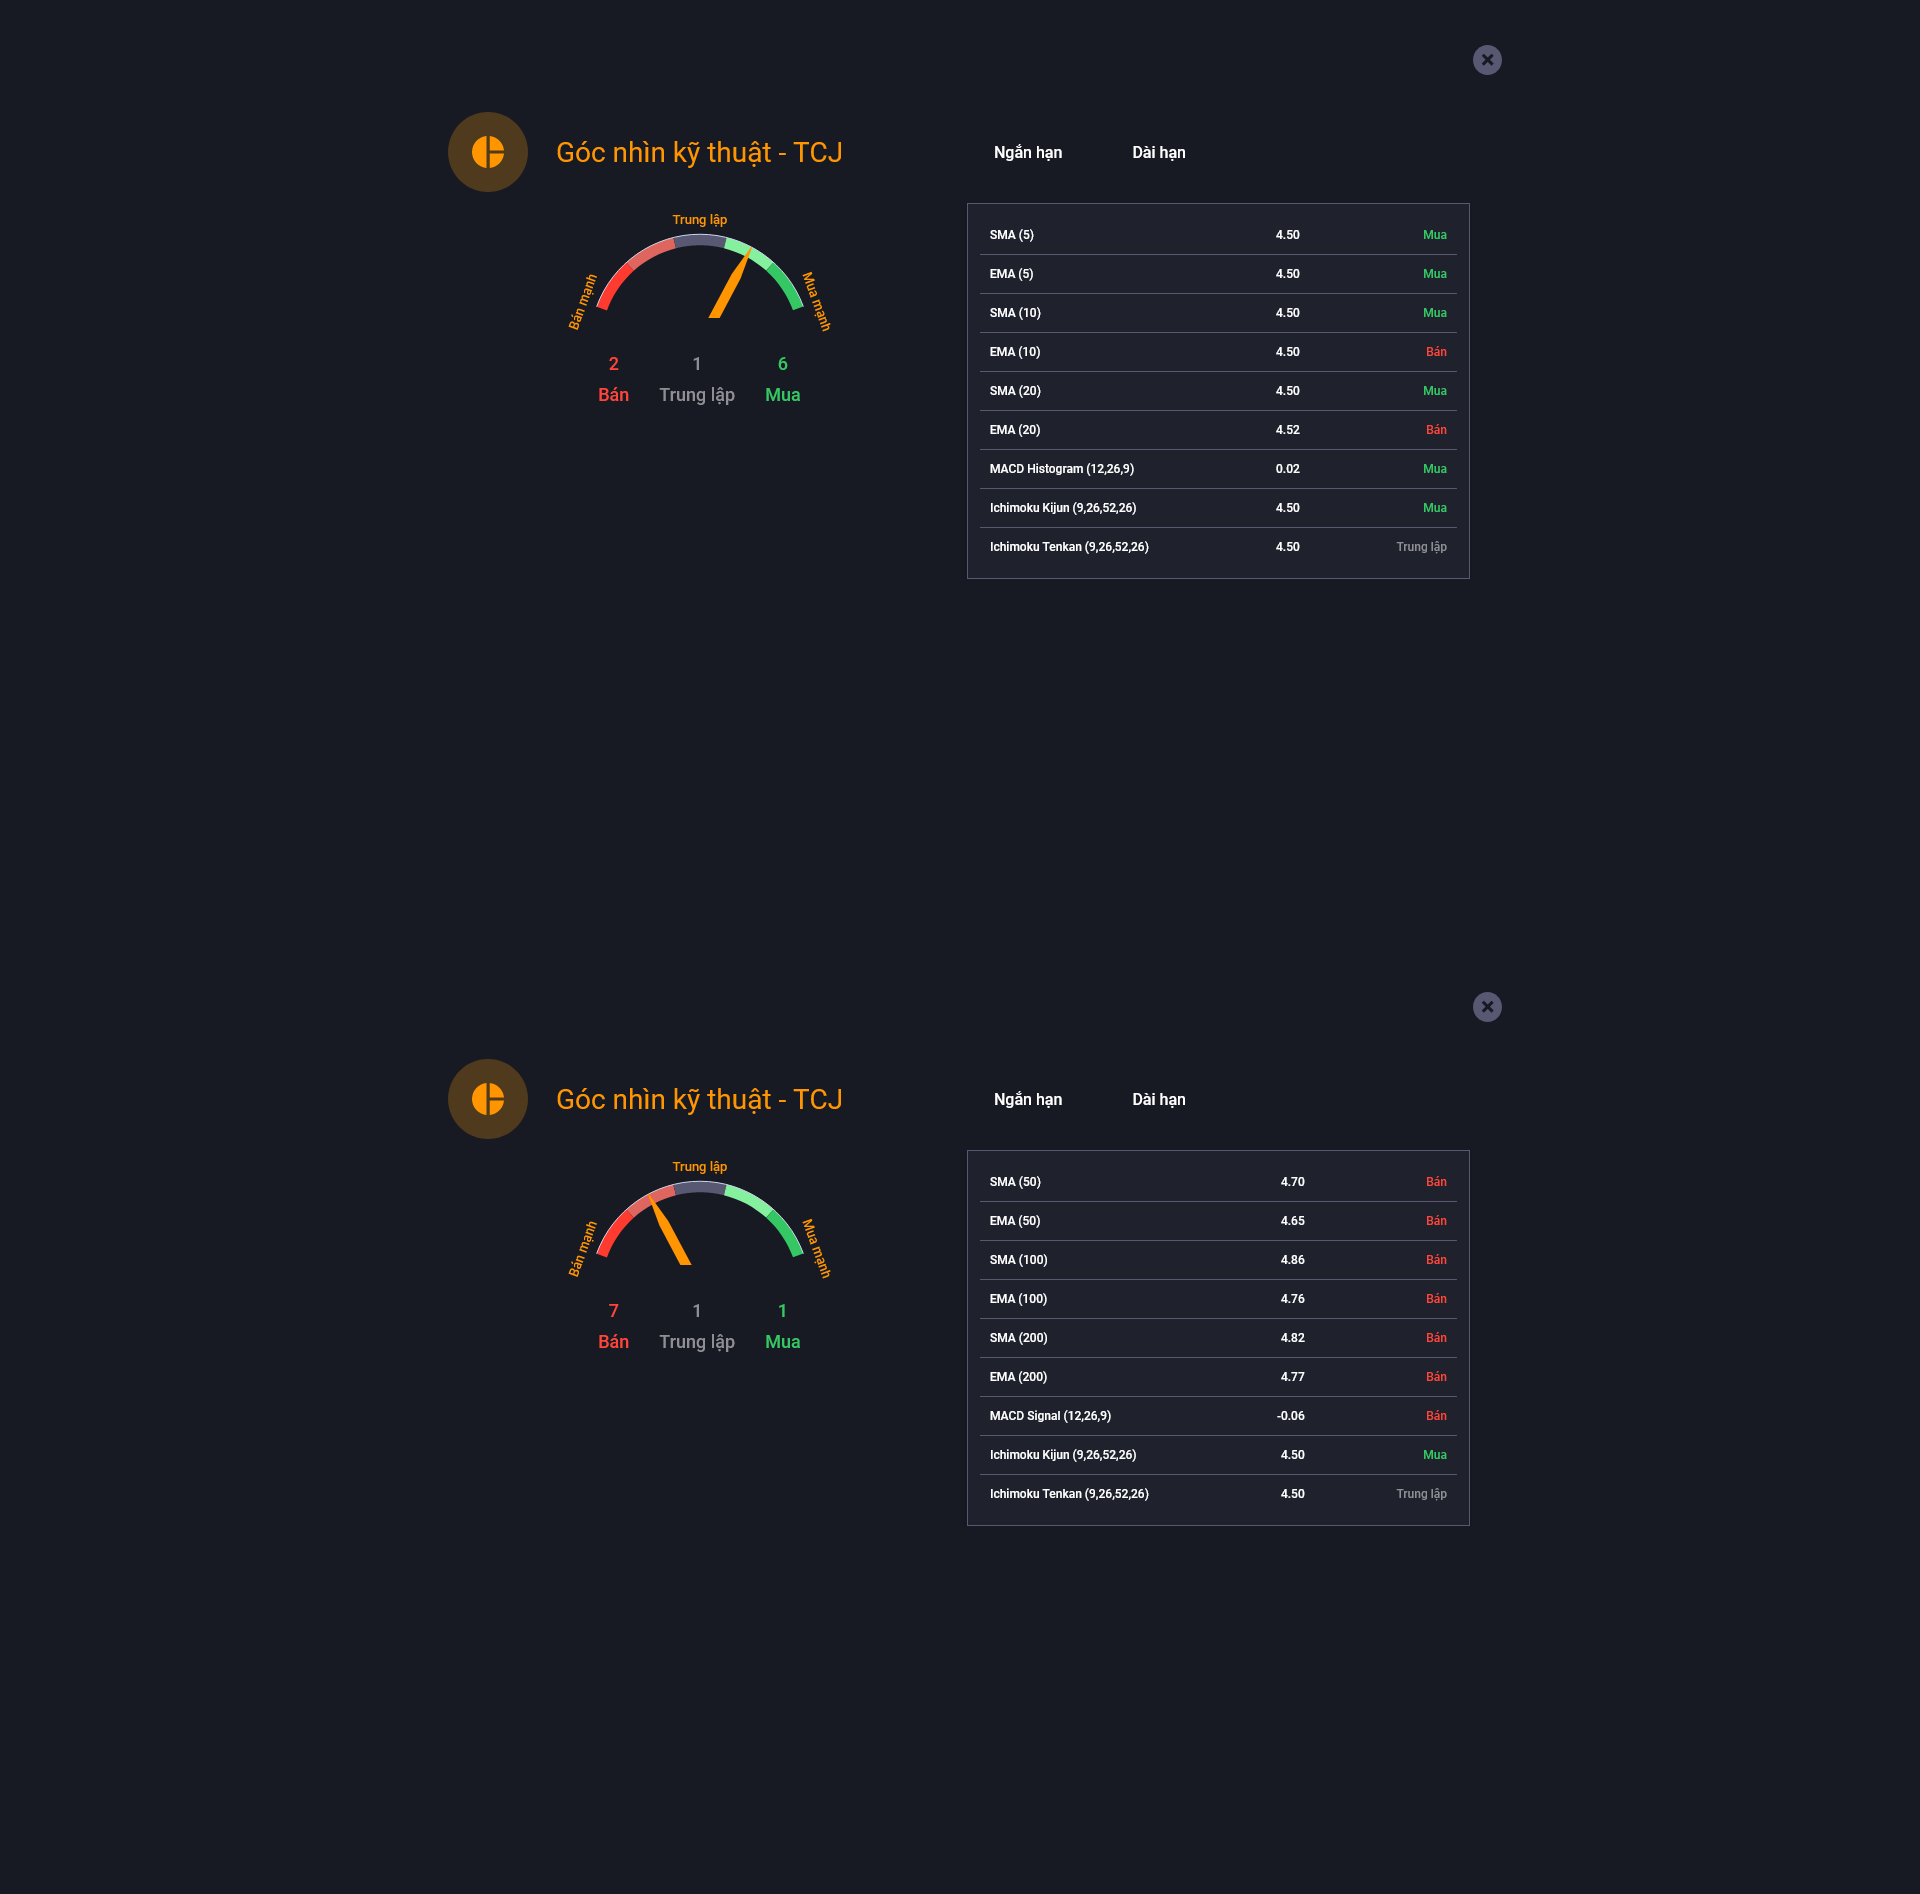 Góc nhìn kỹ thuật - TCJ
Ngắn hạn Dài hạn
Trung lập
Bán mạnh
Mua mạnh
2 1 6
Bán Trung lập Mua
SMA (5) 4.50 Mua
EMA (5) 4.50 Mua
SMA (10) 4.50 Mua
EMA (10) 4.50 Bán
SMA (20) 4.50 Mua
EMA (20) 4.52 Bán
MACD Histogram (12,26,9) 0.02 Mua
Ichimoku Kijun (9,26,52,26) 4.50 Mua
Ichimoku Tenkan (9,26,52,26) 4.50 Trung lập
Góc nhìn kỹ thuật - TCJ
Ngắn hạn Dài hạn
Trung lập
Bán mạnh
Mua mạnh
7 1 1
Bán Trung lập Mua
SMA (50) 4.70 Bán
EMA (50) 4.65 Bán
SMA (100) 4.86 Bán
EMA (100) 4.76 Bán
SMA (200) 4.82 Bán
EMA (200) 4.77 Bán
MACD Signal (12,26,9) -0.06 Bán
Ichimoku Kijun (9,26,52,26) 4.50 Mua
Ichimoku Tenkan (9,26,52,26) 4.50 Trung lập